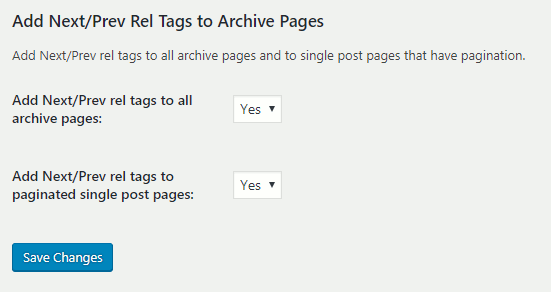 Add Next/Prev Rel Tags to Archive Pages
Add Next/Prev rel tags to all archive pages and to single post pages that have pagination.
Add Next/Prev rel tags to all
archive pages:
Yes
Add Next/Prev rel tags to
paginated single post pages:
Yes
Save Changes